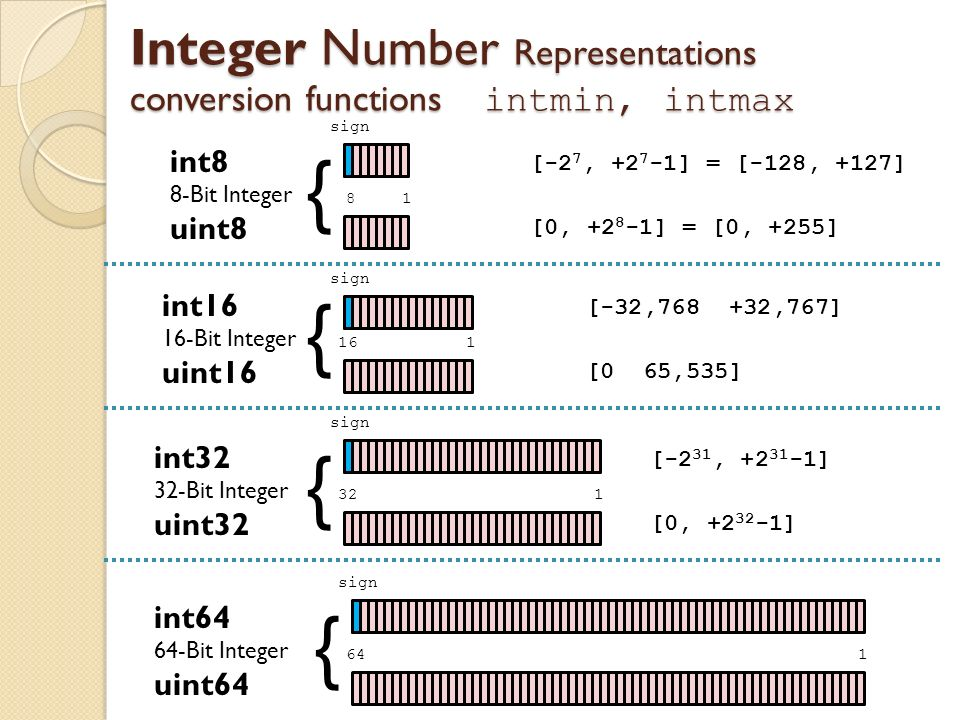 Integer Number Representations
conversion functions intmin, intmax
sign
int8
8-Bit Integer
uint8
{
8 1
[-2⁷, +2⁷-1] = [-128, +127]
[0, +2⁸-1] = [0, +255]
sign
int16
16-Bit Integer
uint16
{
16 1
[-32,768 +32,767]
[0 65,535]
sign
int32
32-Bit Integer
uint32
{
32 1
[-2³¹, +2³¹-1]
[0, +2³²-1]
sign
int64
64-Bit Integer
uint64
{
64 1